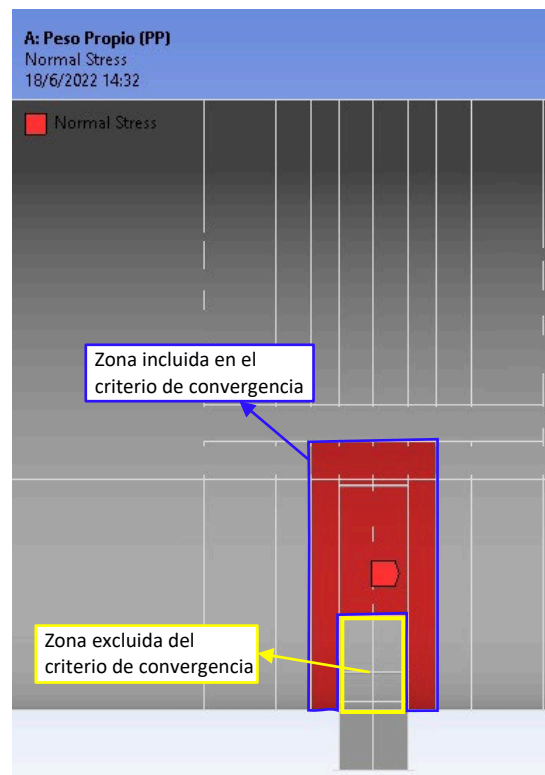 A: Peso Propio (PP)
Normal Stress
18/6/2022 14:32
Normal Stress
Zona incluida en el
criterio de convergencia
Zona excluida del
criterio de convergencia